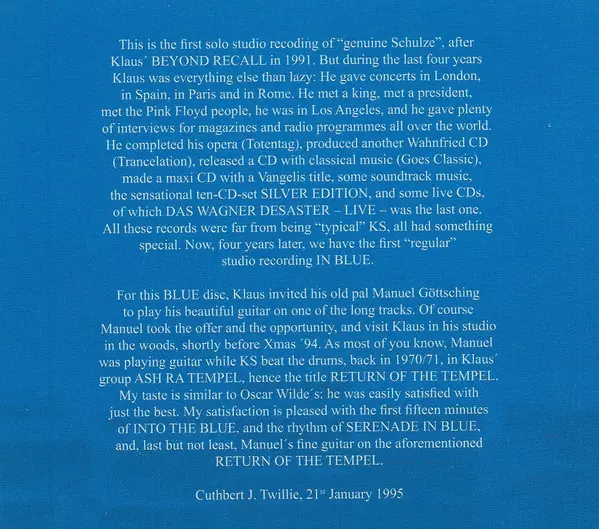 This is the first solo studio recoding of “genuine Schulze”, after
Klaus´ BEYOND RECALL in 1991. But during the last four years
Klaus was everything else than lazy: He gave concerts in London,
in Spain, in Paris and in Rome. He met a king, met a president,
met the Pink Floyd people, he was in Los Angeles, and he gave plenty
of interviews for magazines and radio programmes all over the world.
He completed his opera (Totentag), produced another Wahnfried CD
(Trancelation), released a CD with classical music (Goes Classic),
made a maxi CD with a Vangelis title, some soundtrack music,
the sensational ten-CD-set SILVER EDITION, and some live CDs,
of which DAS WAGNER DESASTER – LIVE – was the last one.
All these records were far from being “typical” KS, all had something
special. Now, four years later, we have the first “regular”
studio recording IN BLUE.
For this BLUE disc, Klaus invited his old pal Manuel Göttsching
to play his beautiful guitar on one of the long tracks. Of course
Manuel took the offer and the opportunity, and visit Klaus in his studio
in the woods, shortly before Xmas ´94. As most of you know, Manuel
was playing guitar while KS beat the drums, back in 1970/71, in Klaus´
group ASH RA TEMPEL, hence the title RETURN OF THE TEMPEL.
My taste is similar to Oscar Wilde´s: he was easily satisfied with
just the best. My satisfaction is pleased with the first fifteen minutes
of INTO THE BLUE, and the rhythm of SERENADE IN BLUE,
and, last but not least, Manuel´s fine guitar on the aforementioned
RETURN OF THE TEMPEL.
Cuthbert J. Twillie, 21st January 1995